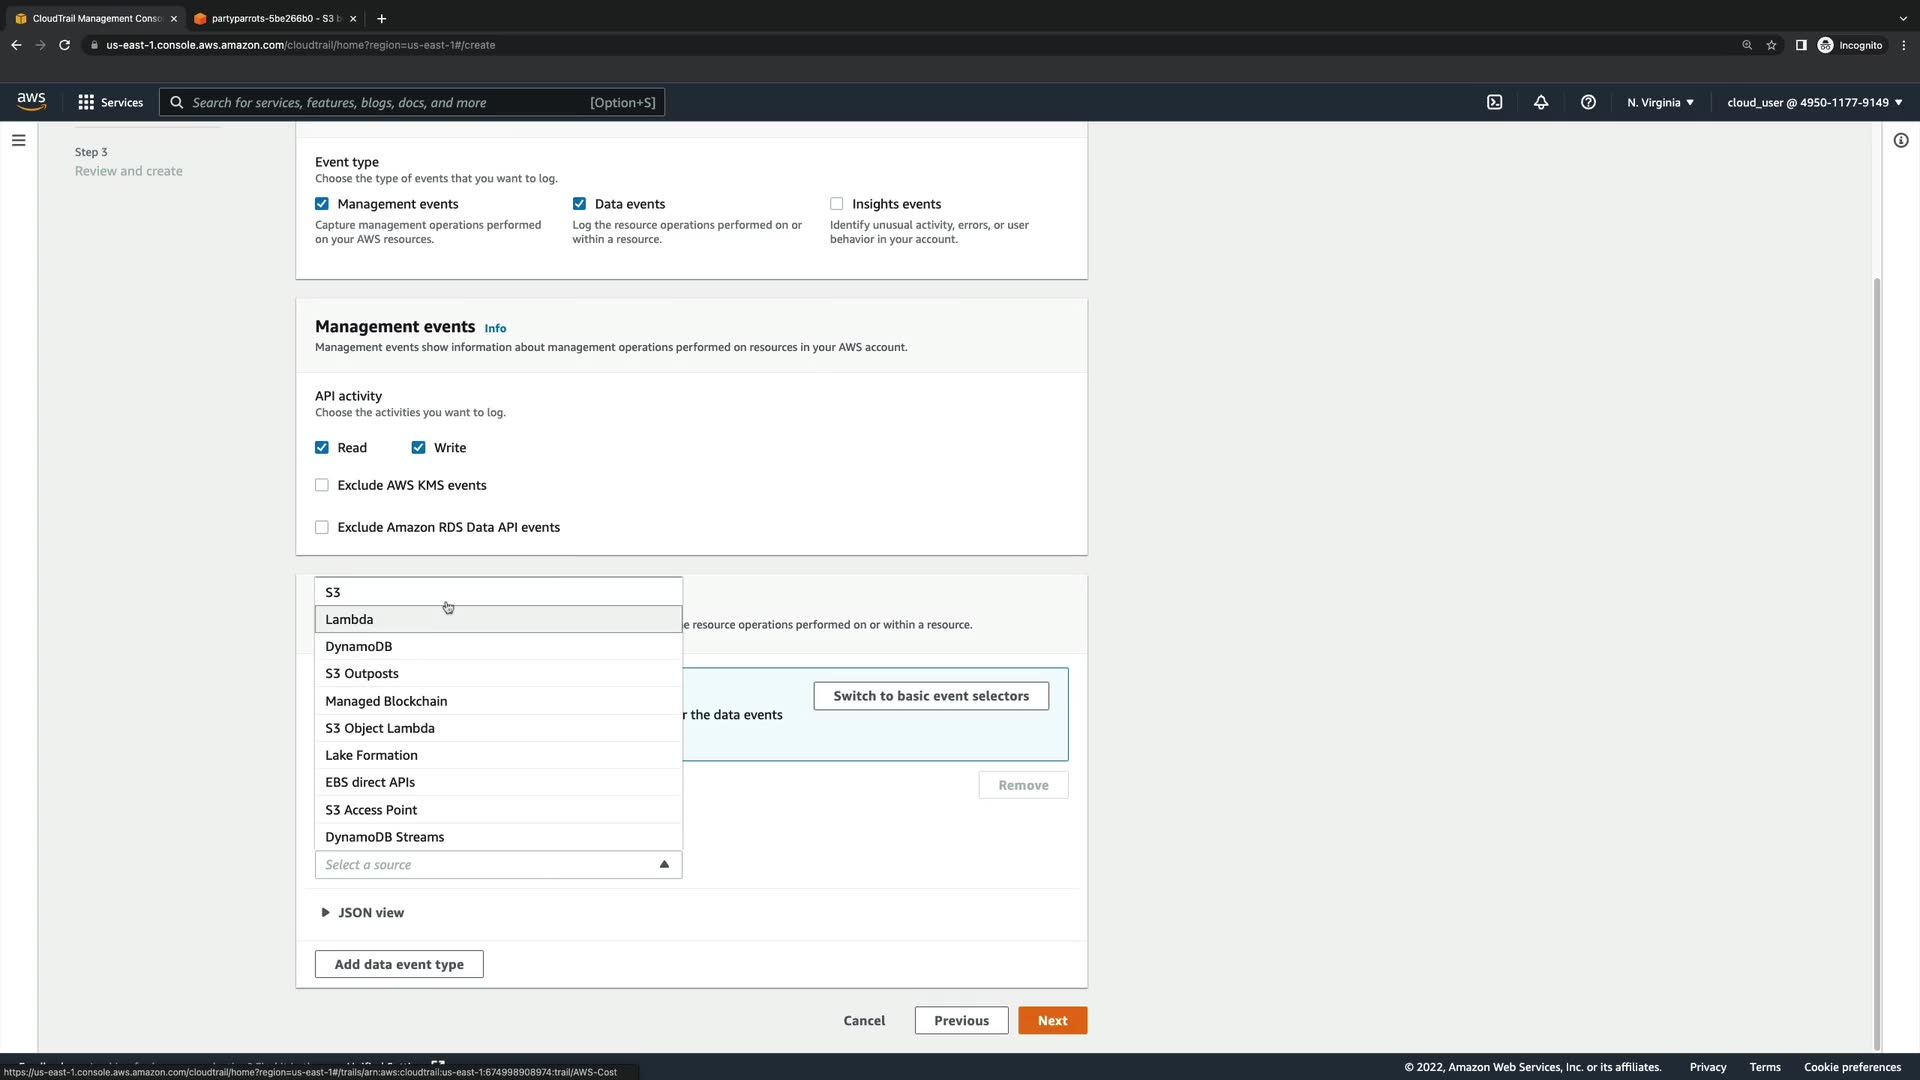 CloudTrail Management Conso
partyparrots-5be266b0 - S3 b
us-east-1.console.aws.amazon.com/cloudtrail/home?region=us-east-1#/create
Incognito
aws
Services
Search for services, features, blogs, docs, and more
[Option+S]
N. Virginia
cloud_user @ 4950-1177-9149
Step 3
Review and create
Event type
Choose the type of events that you want to log.
Management events
Capture management operations performed
on your AWS resources.
Data events
Log the resource operations performed on or
within a resource.
Insights events
Identify unusual activity, errors, or user
behavior in your account.
Management events Info
Management events show information about management operations performed on resources in your AWS account.
API activity
Choose the activities you want to log.
Read
Write
Exclude AWS KMS events
Exclude Amazon RDS Data API events
S3
Lambda
e resource operations performed on or within a resource.
DynamoDB
S3 Outposts
Managed Blockchain
Switch to basic event selectors
r the data events
S3 Object Lambda
Lake Formation
EBS direct APIs
Remove
S3 Access Point
DynamoDB Streams
Select a source
JSON view
Add data event type
Cancel
Previous
Next
© 2022, Amazon Web Services, Inc. or its affiliates.
Privacy
Terms
Cookie preferences
https://us-east-1.console.aws.amazon.com/cloudtrail/home?region=us-east-1#/trails/arn:aws:cloudtrail:us-east-1:674998908974:trail/AWS-Cost